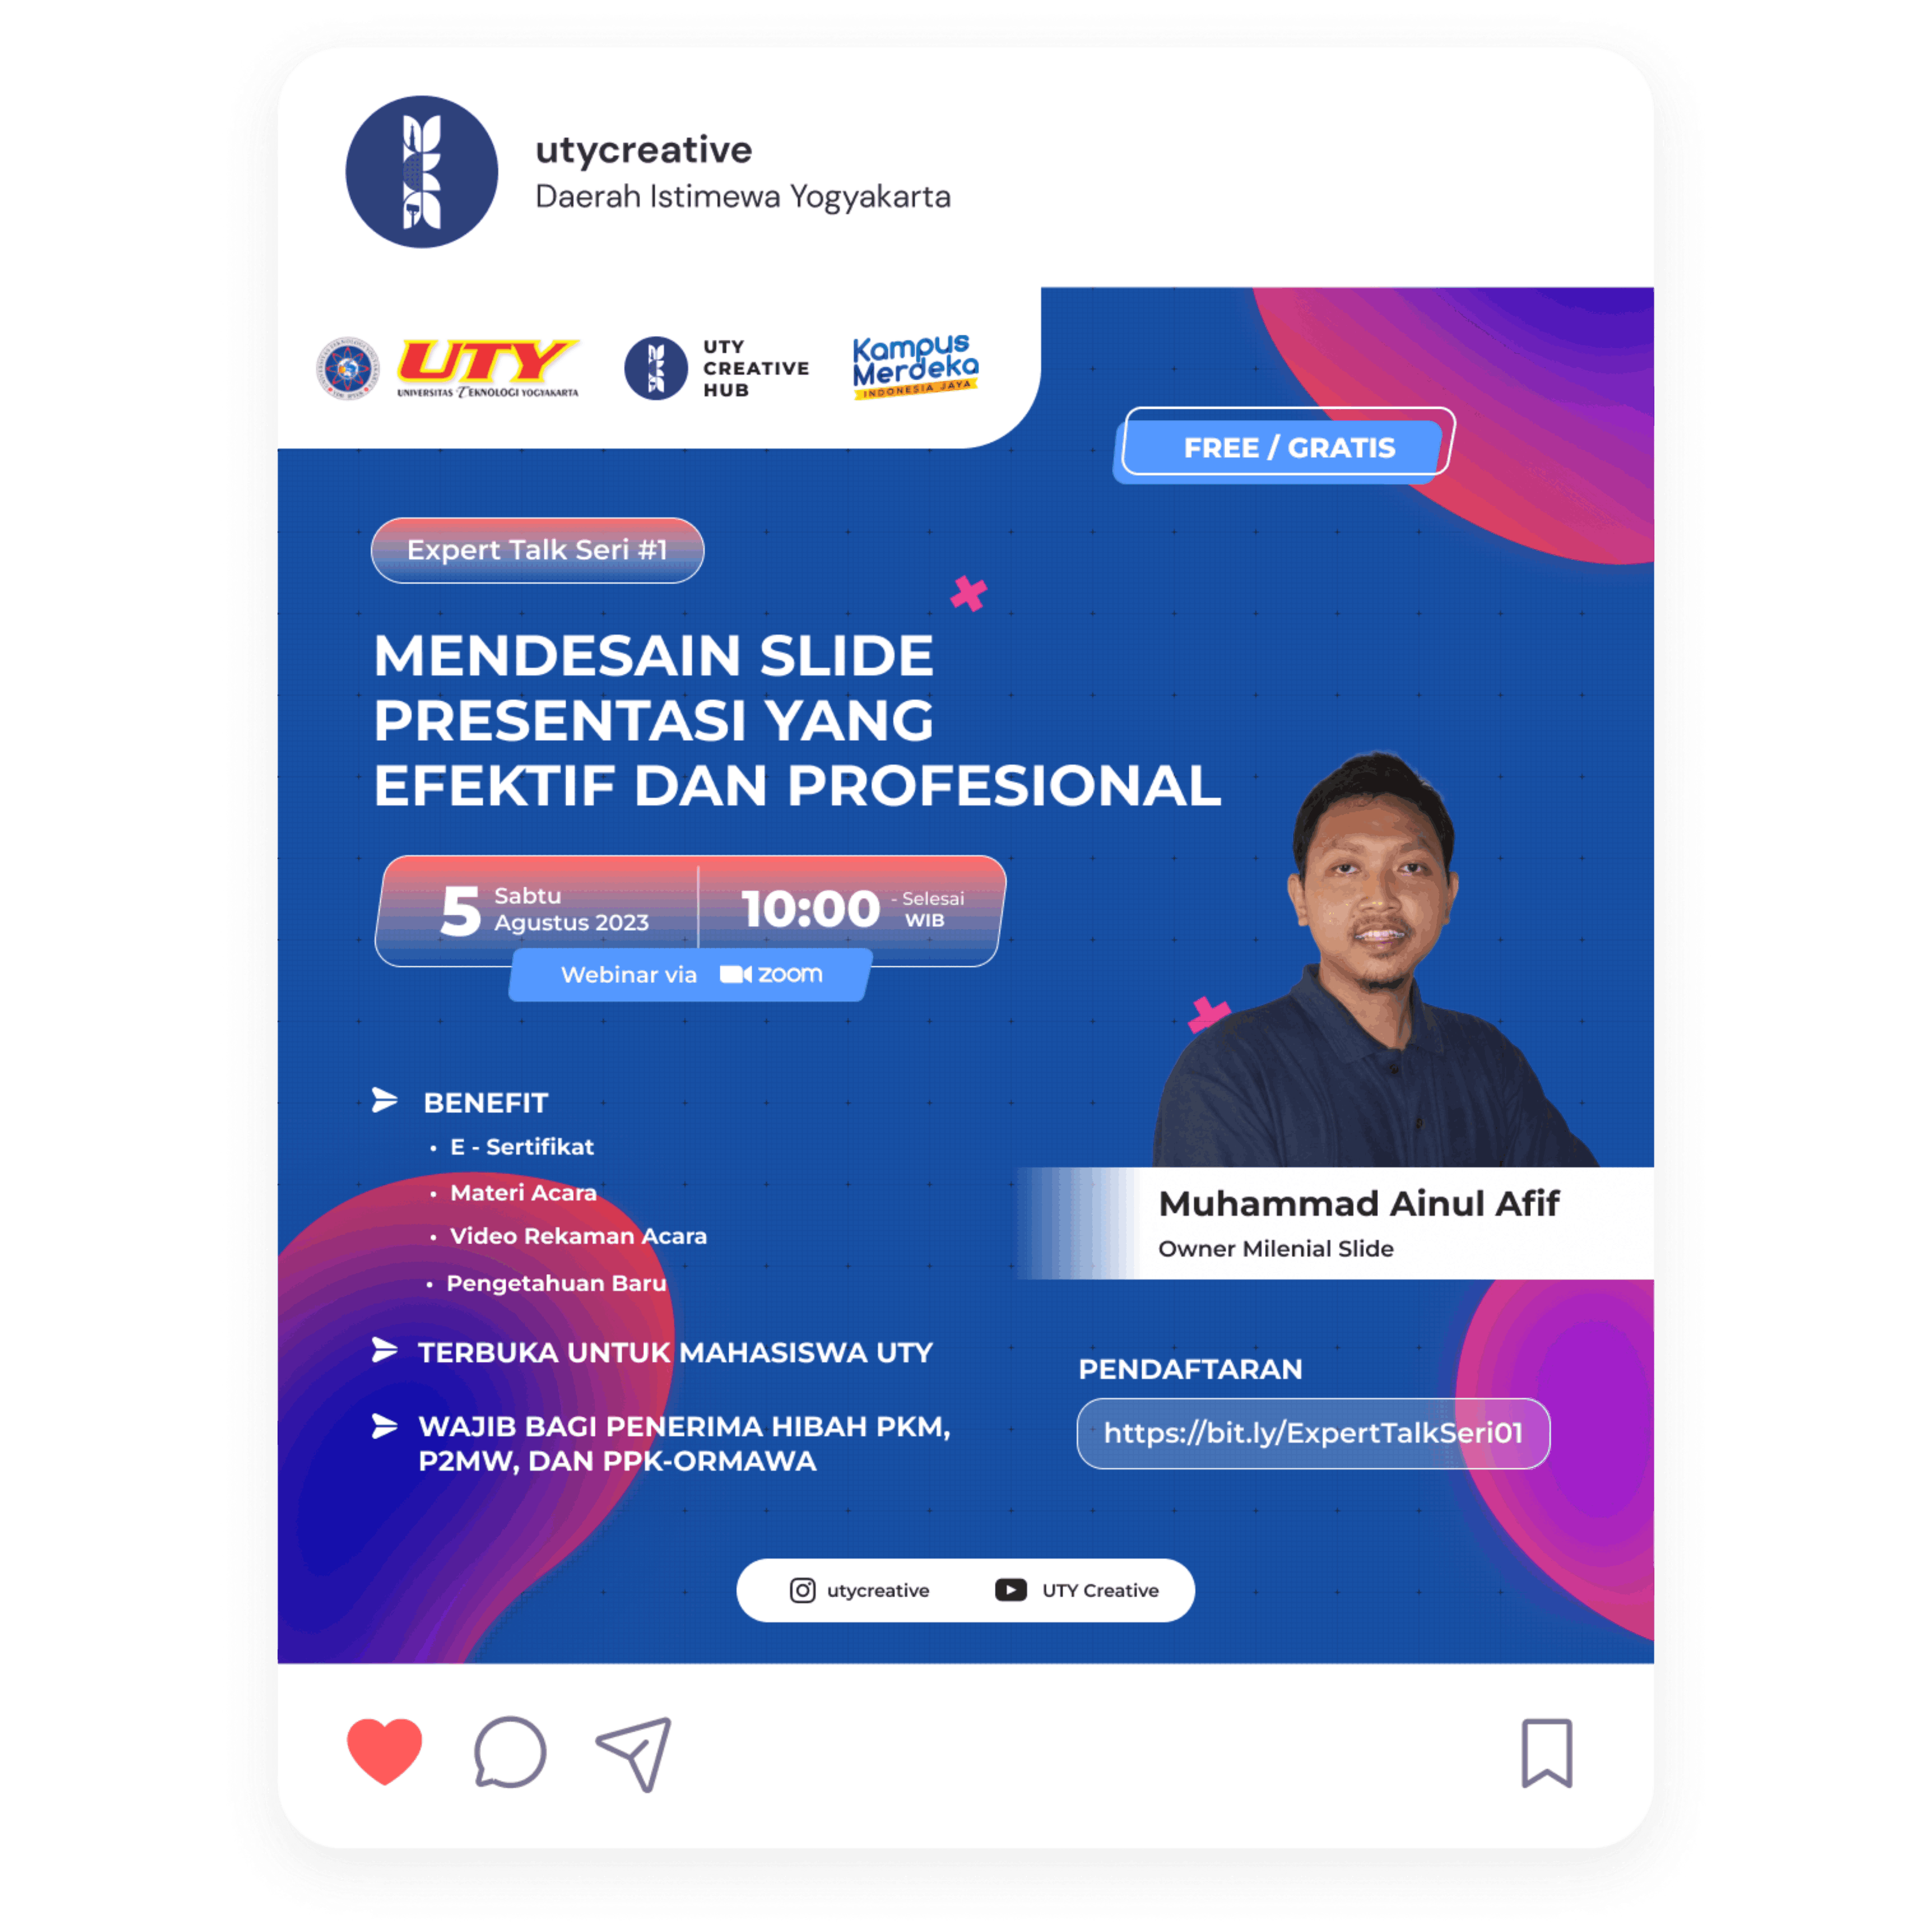 utycreative
Daerah Istimewa Yogyakarta
UTY
UNIVERSITAS TEKNOLOGI YOGYAKARTA
UTY
CREATIVE
HUB
Kampus
Merdeka
INDONESIA JAYA
FREE / GRATIS
Expert Talk Seri #1
MENDESAIN SLIDE
PRESENTASI YANG
EFEKTIF DAN PROFESIONAL
5 Sabtu
Agustus 2023
10:00 - Selesai
WIB
Webinar via zoom
BENEFIT
• E - Sertifikat
• Materi Acara
• Video Rekaman Acara
• Pengetahuan Baru
Muhammad Ainul Afif
Owner Milenial Slide
TERBUKA UNTUK MAHASISWA UTY
WAJIB BAGI PENERIMA HIBAH PKM,
P2MW, DAN PPK-ORMAWA
PENDAFTARAN
https://bit.ly/ExpertTalkSeri01
utycreative
UTY Creative